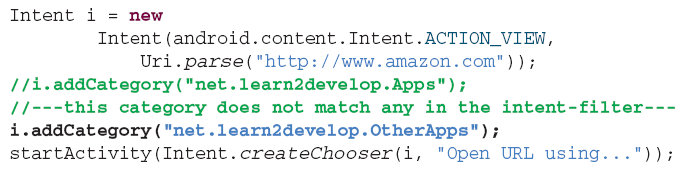 Intent i = new
Intent(android.content.Intent.ACTION_VIEW,
Uri.parse("http://www.amazon.com"));
//i.addCategory("net.learn2develop.Apps");
//---this category does not match any in the intent-filter---
i.addCategory("net.learn2develop.OtherApps");
startActivity(Intent.createChooser(i, "Open URL using..."));